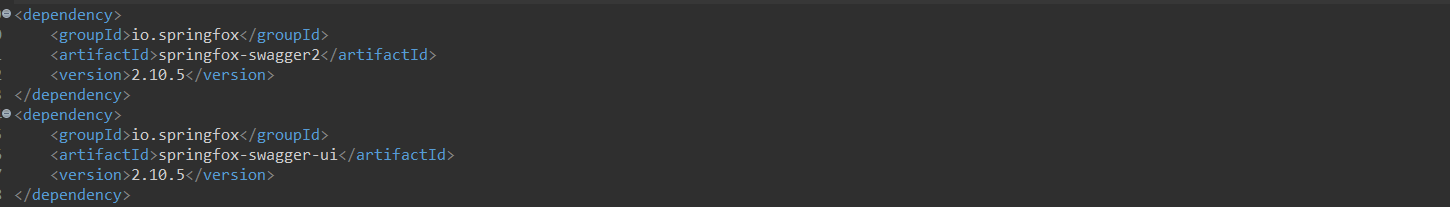 <dependency>
    <groupId>io.springfox</groupId>
    <artifactId>springfox-swagger2</artifactId>
    <version>2.10.5</version>
</dependency>
<dependency>
    <groupId>io.springfox</groupId>
    <artifactId>springfox-swagger-ui</artifactId>
    <version>2.10.5</version>
</dependency>